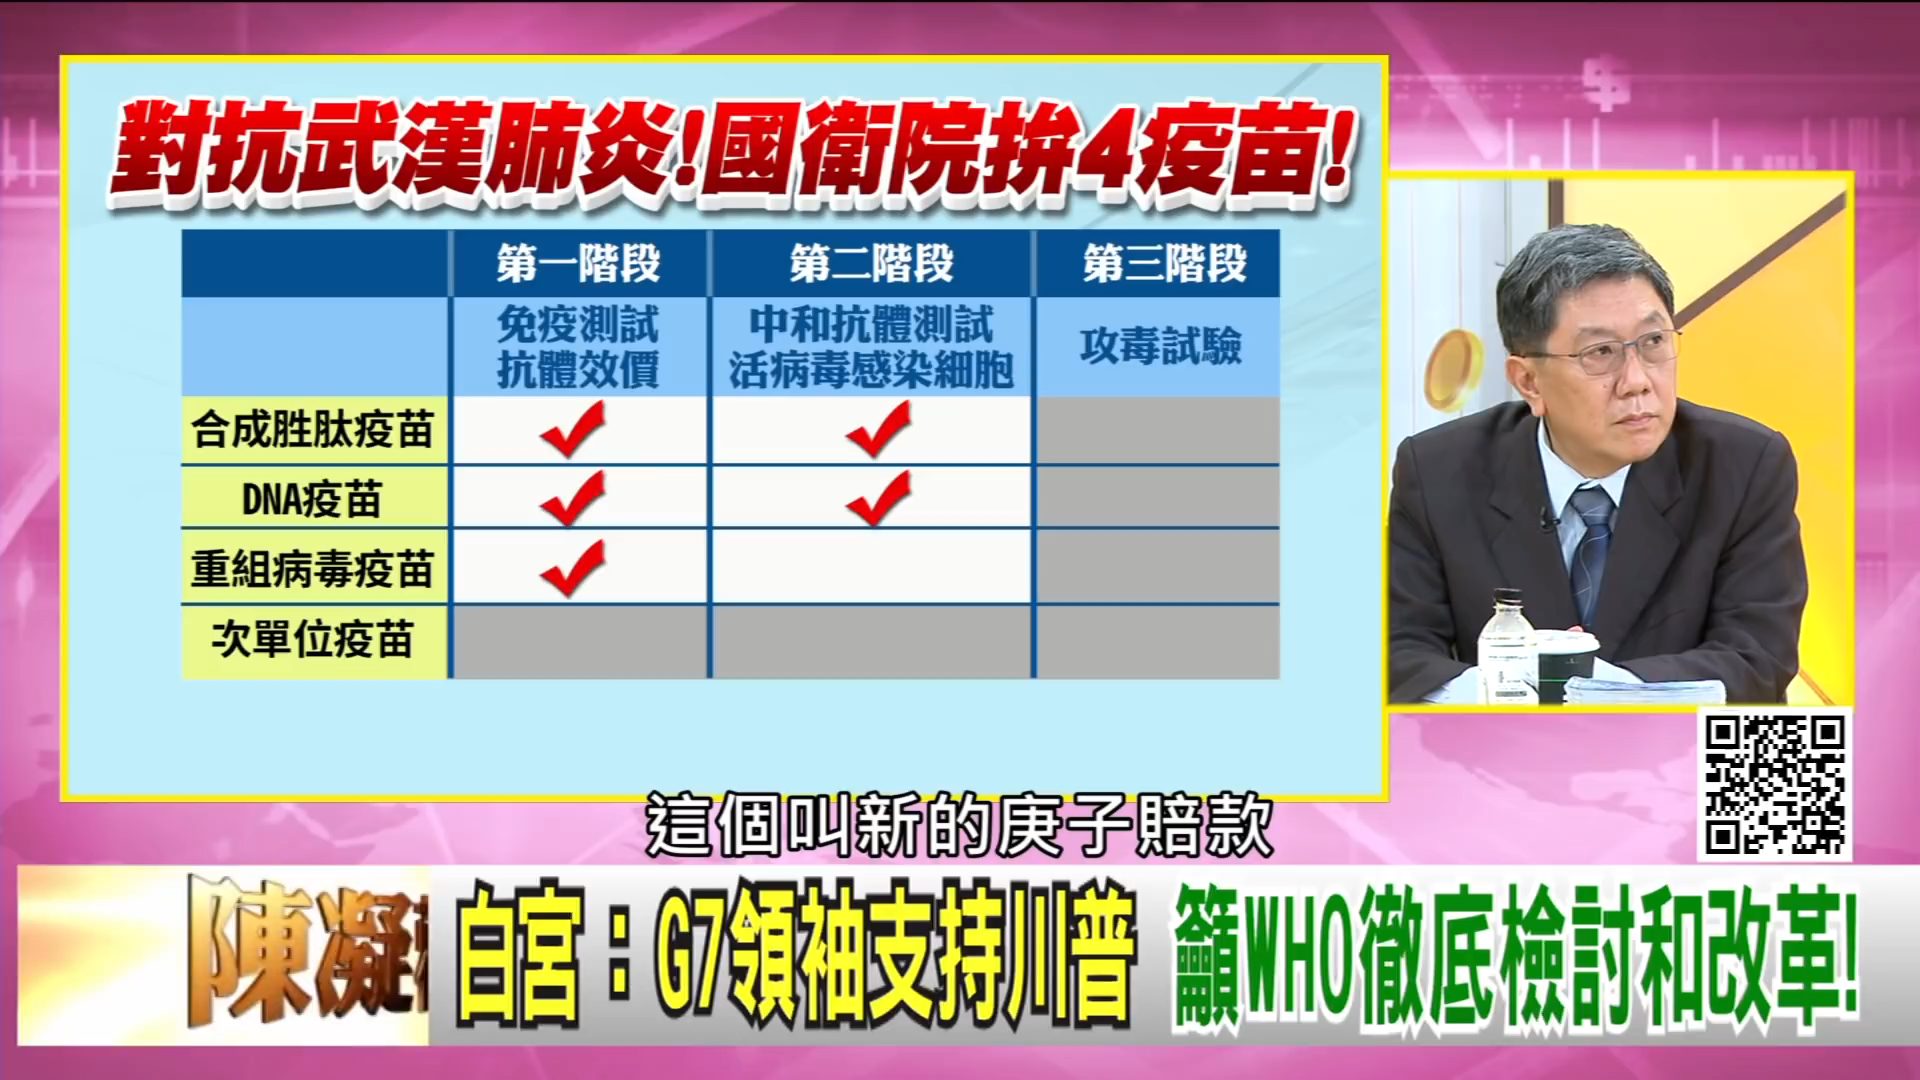 對抗武漢肺炎!國衛院拚4疫苗!
第一階段 第二階段 第三階段
免疫測試 中和抗體測試 攻毒試驗
抗體效價 活病毒感染細胞
合成胜肽疫苗
DNA疫苗
重組病毒疫苗
次單位疫苗
這個叫新的庚子賠款
陳凝
白宮：G7領袖支持川普 籲WHO徹底檢討和改革!